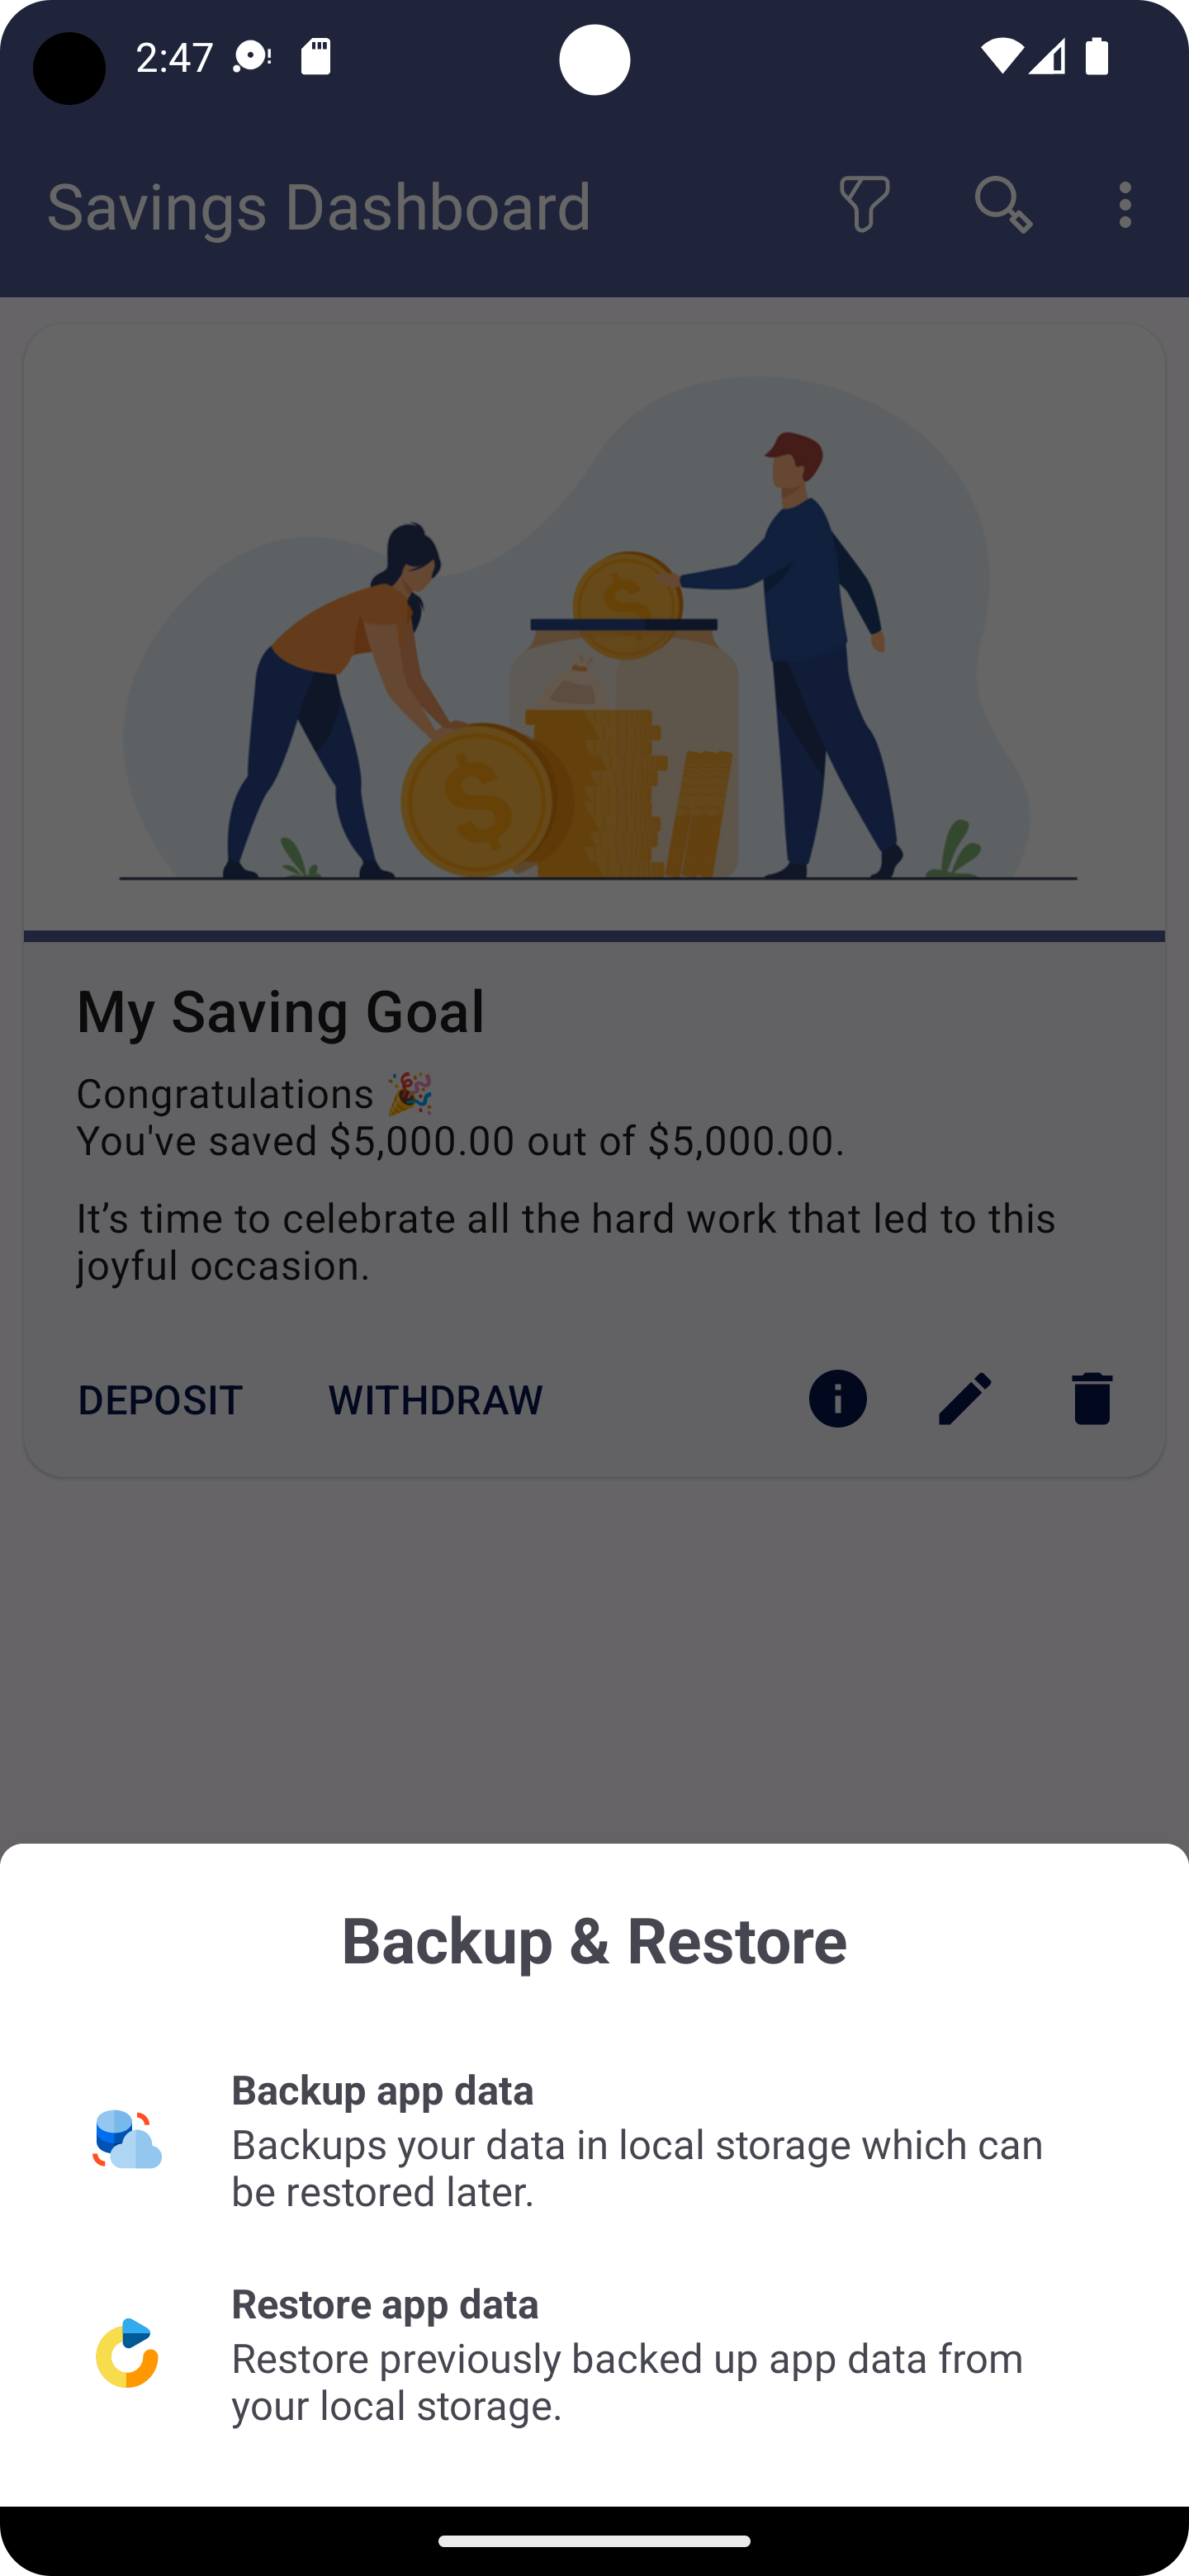 2:47
Savings Dashboard
My Saving Goal
Congratulations 🎉
You've saved $5,000.00 out of $5,000.00.
It’s time to celebrate all the hard work that led to this
joyful occasion.
DEPOSIT WITHDRAW
Backup & Restore
Backup app data
Backups your data in local storage which can
be restored later.
Restore app data
Restore previously backed up app data from
your local storage.